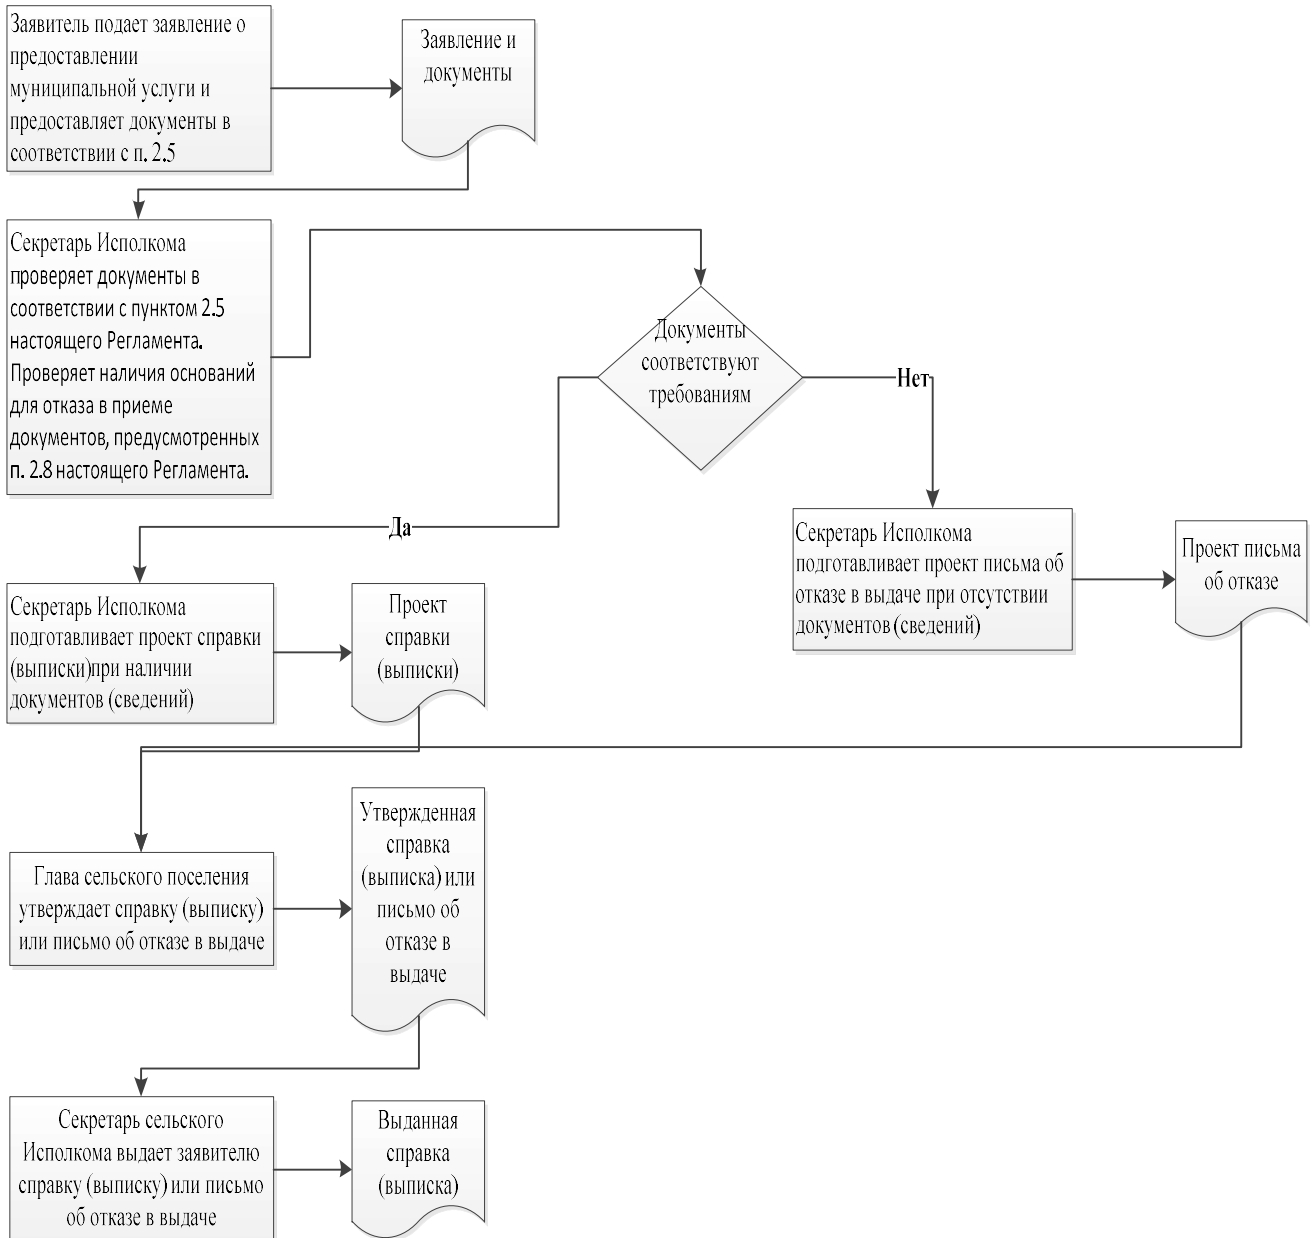 Заявитель подает заявление о
предоставлении
муниципальной услуги и
предоставляет документы в
соответствии с п. 2.5
Заявление и
документы
Секретарь Исполкома
проверяет документы в
соответствии с пунктом 2.5
настоящего Регламента.
Проверяет наличия оснований
для отказа в приеме
документов, предусмотренных
п. 2.8 настоящего Регламента.
Документы
соответствуют
требованиям
Нет
Да
Секретарь Исполкома
подготавливает проект письма об
отказе в выдаче при отсутствии
документов (сведений)
Проект письма
об отказе
Секретарь Исполкома
подготавливает проект справки
(выписки)при наличии
документов (сведений)
Проект
справки
(выписки)
Глава сельского поселения
утверждает справку (выписку)
или письмо об отказе в выдаче
Утвержденная
справка
(выписка) или
письмо об
отказе в
выдаче
Секретарь сельского
Исполкома выдает заявителю
справку (выписку) или письмо
об отказе в выдаче
Выданная
справка
(выписка)